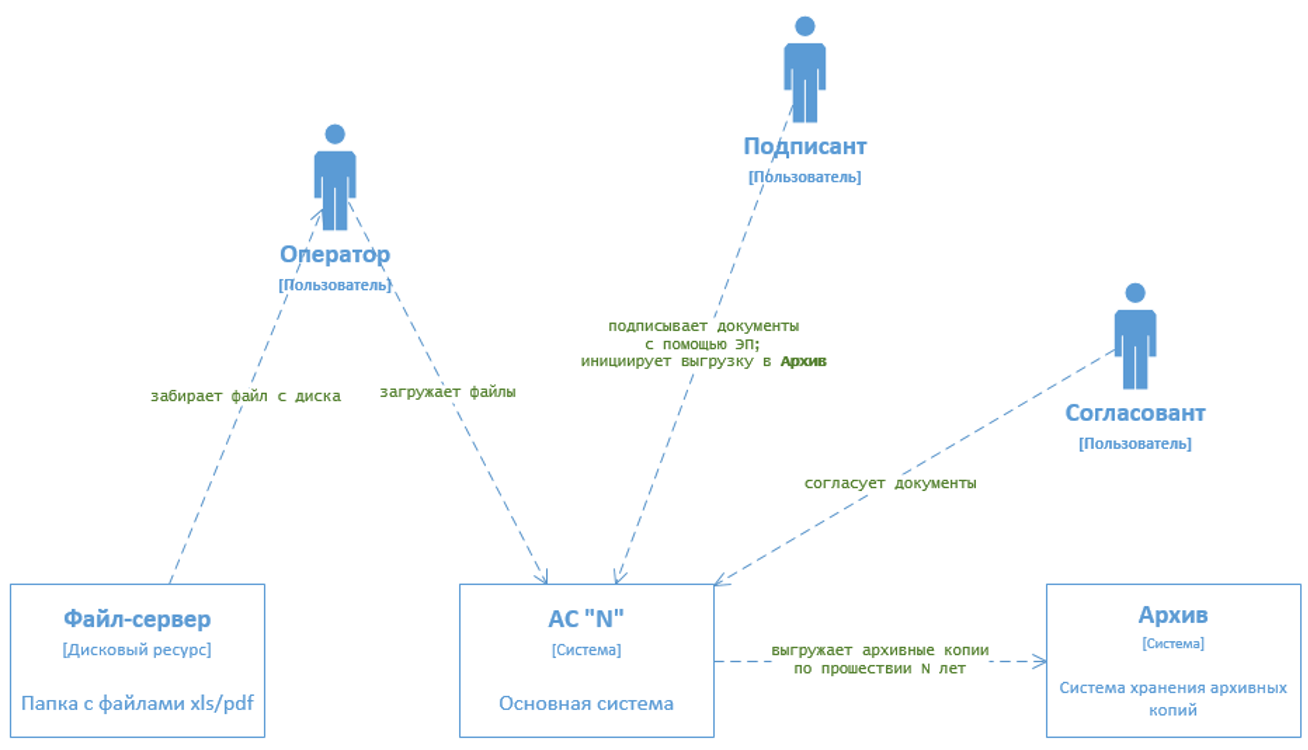 Подписант
[Пользователь]
Оператор
[Пользователь]
подписывает документы
с помощью ЭП;
инициирует выгрузку в Архив
забирает файл с диска
загружает файлы
Согласовант
[Пользователь]
согласует документы
Файл-сервер
[Дисковый ресурс]
Папка с файлами xls/pdf
АС "N"
[Система]
Основная система
выгружает архивные копии
по прошествии N лет
Архив
[Система]
Система хранения архивных
копий